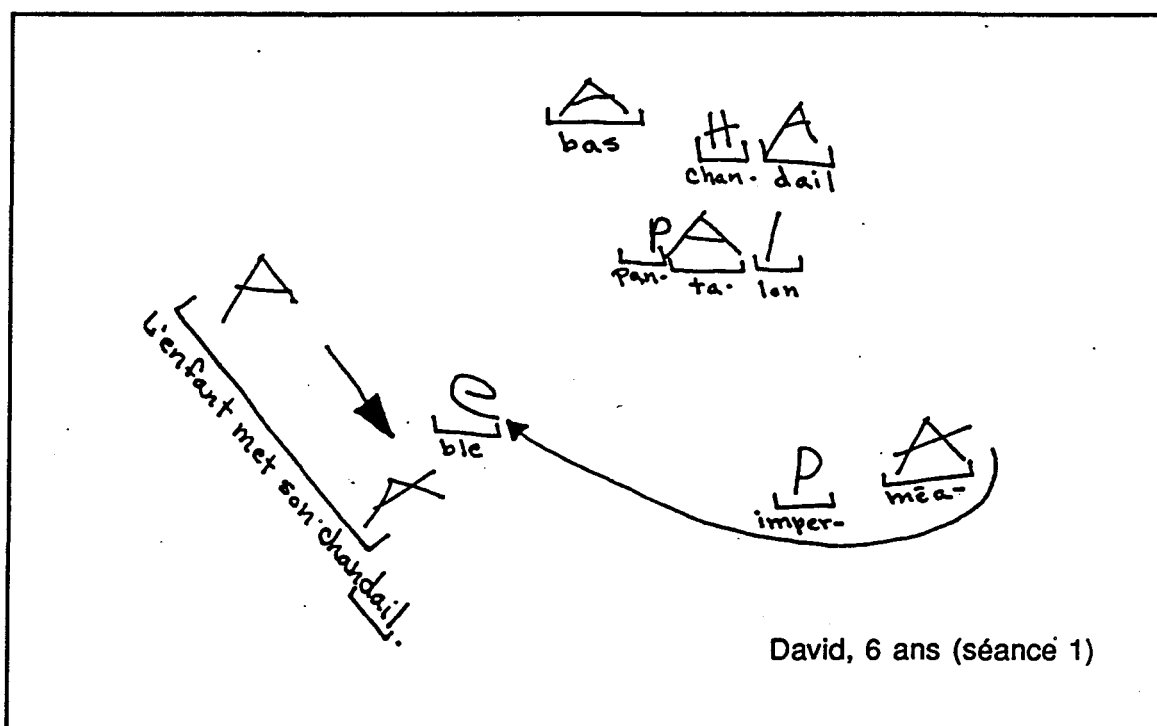 A
bas
H A
chan- dail
P A l
pan- ta- lon
A
A
L'enfant met son chandail.
e
ble
P A
imper- méa-
David, 6 ans (séance 1)